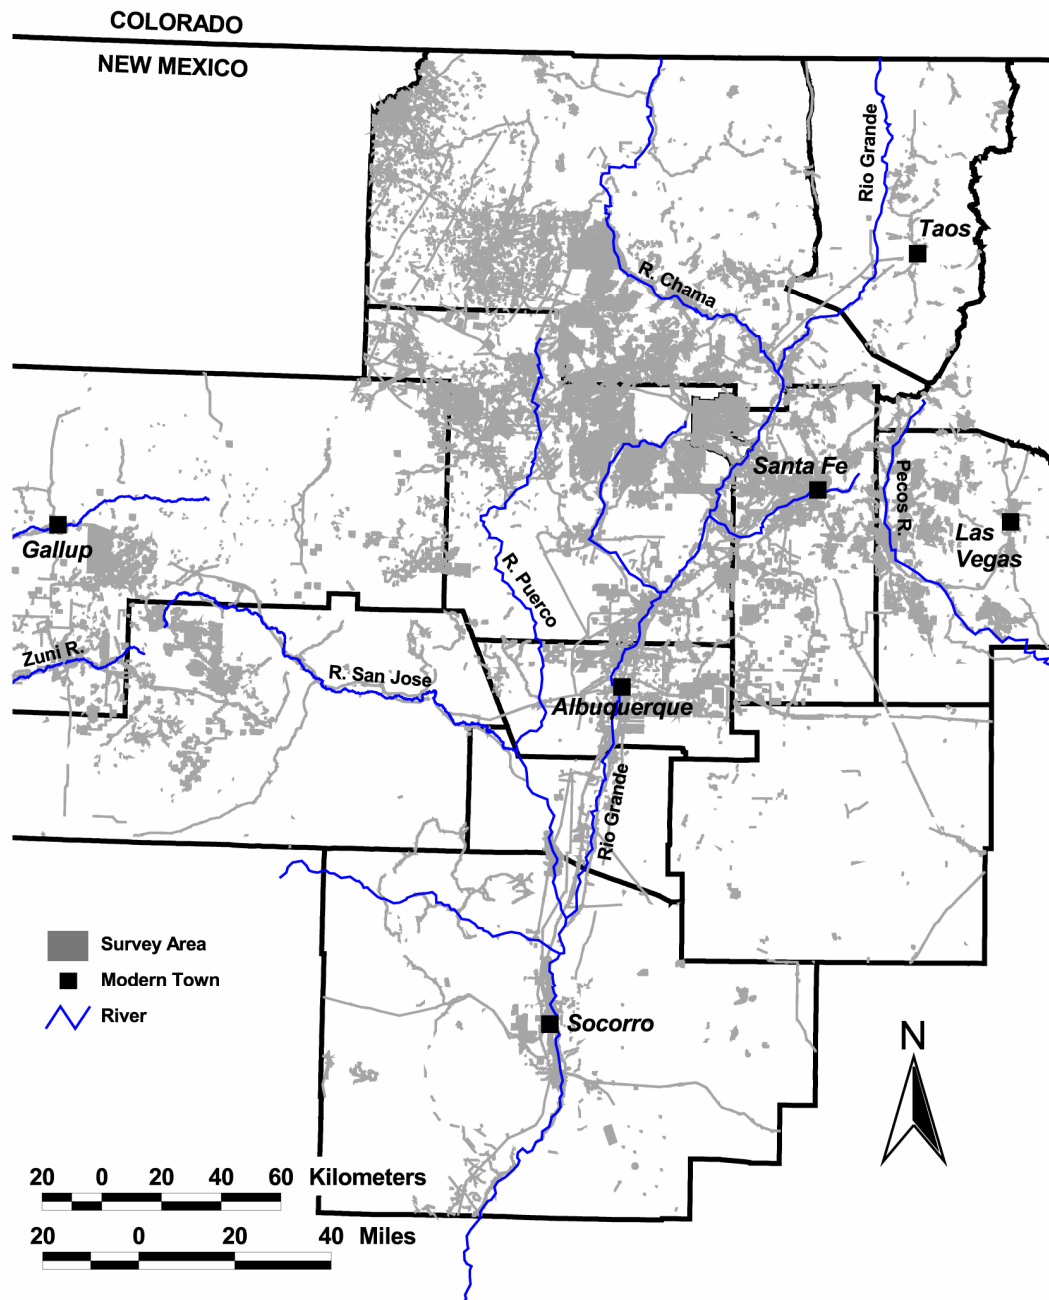 COLORADO
NEW MEXICO
Rio Grande
Taos
R. Chama
Santa Fe
Pecos R.
Las
Vegas
Gallup
R. Puerco
Zuni R.
R. San Jose
Albuquerque
Rio Grande
Survey Area
Modern Town
River
Socorro
N
20 0 20 40 60 Kilometers
20 0 20 40 Miles